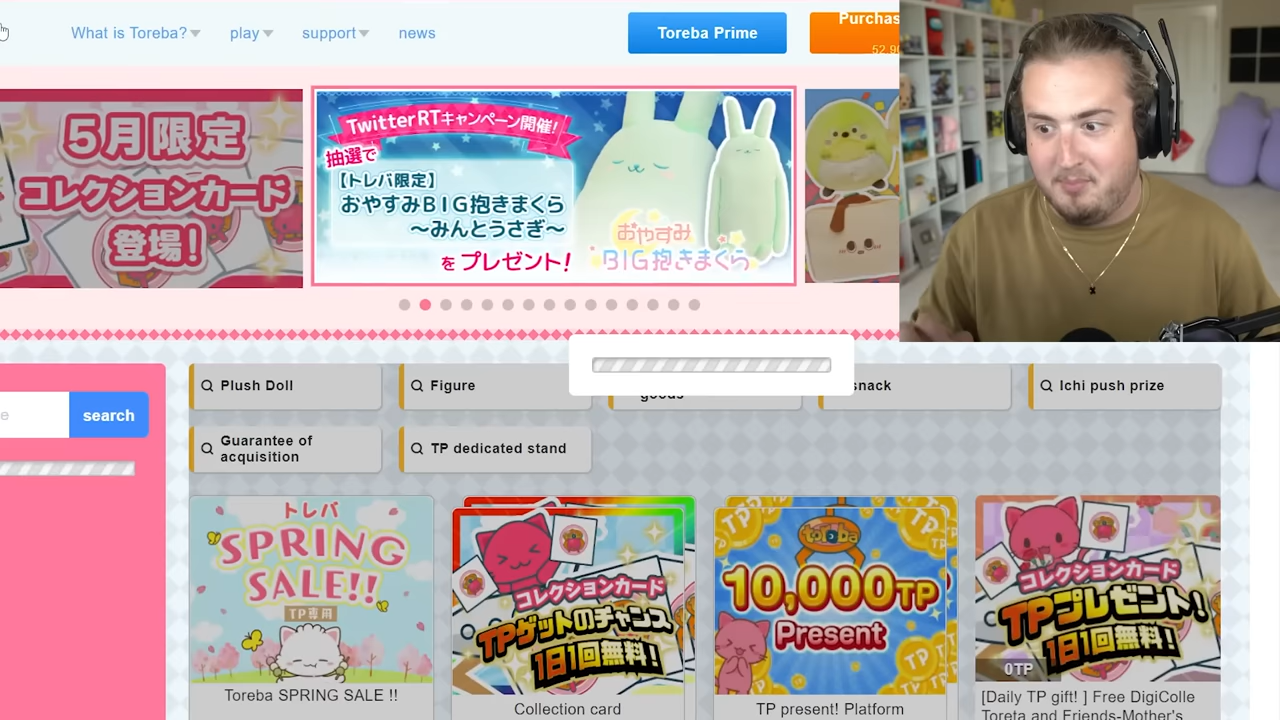 What is Toreba?
play
support
news
Toreba Prime
Purchas
52.9
5月限定
コレクションカード
登場!
TwitterRTキャンペーン開催!
抽選で
【トレバ限定】
おやすみBIG抱きまくら
～みんとうさぎ～
をプレゼント!
おやすみ
BIG抱きまくら
search
Plush Doll
Figure
goods
snack
Ichi push prize
Guarantee of
acquisition
TP dedicated stand
トレバ
SPRING
SALE!!
TP専用
Toreba SPRING SALE !!
コレクションカード
TPゲットのチャンス
1日1回無料!
Collection card
toreba
10,000TP
Present
TP present! Platform
コレクションカード
TPプレゼント!
1日1回無料!
0TP
[Daily TP gift! ] Free DigiColle
Toreta and Friends-Mother's